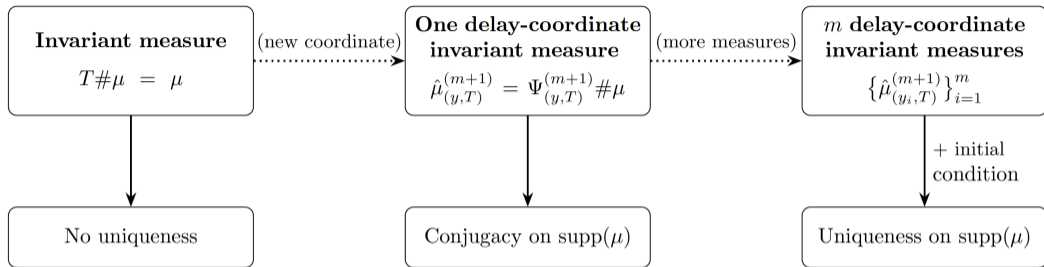 Invariant measure
T#μ = μ
(new coordinate)
One delay-coordinate
invariant measure
μ̂^{(m+1)}_{(y,T)} = Ψ^{(m+1)}_{(y,T)}#μ
(more measures)
m delay-coordinate
invariant measures
{μ̂^{(m+1)}_{(y_i,T)}}^m_{i=1}
+ initial
condition
No uniqueness
Conjugacy on supp(μ)
Uniqueness on supp(μ)